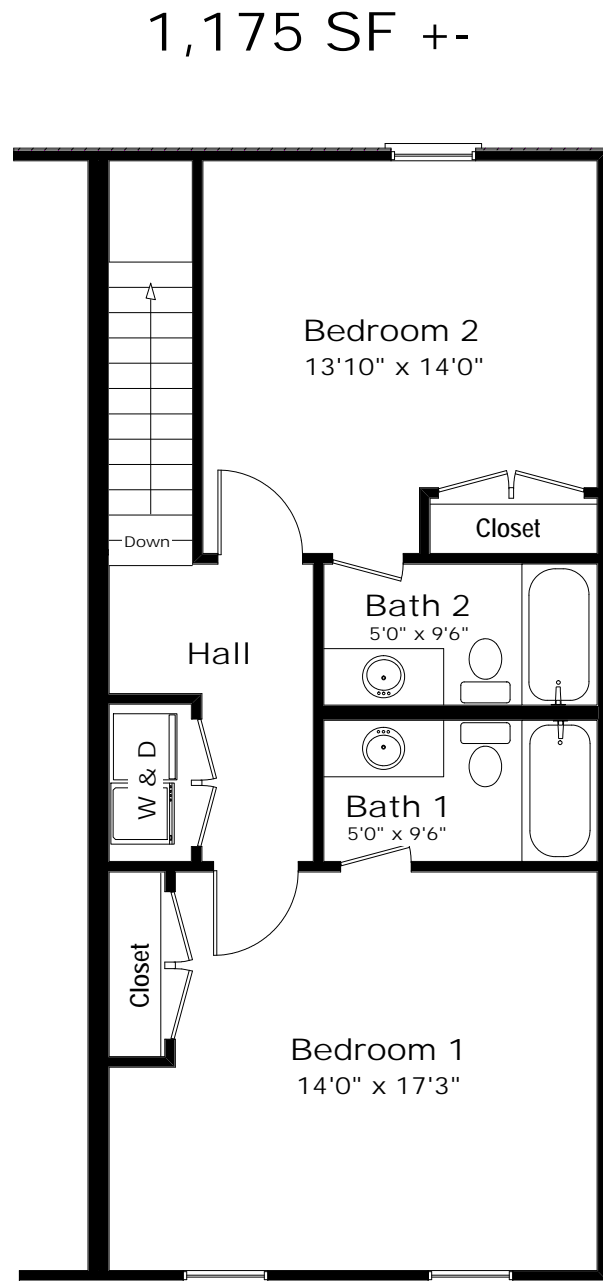 1,175 SF +-
Bedroom 2
13'10" x 14'0"
Closet
Down
Bath 2
5'0" x 9'6"
Hall
W & D
Bath 1
5'0" x 9'6"
Closet
Bedroom 1
14'0" x 17'3"